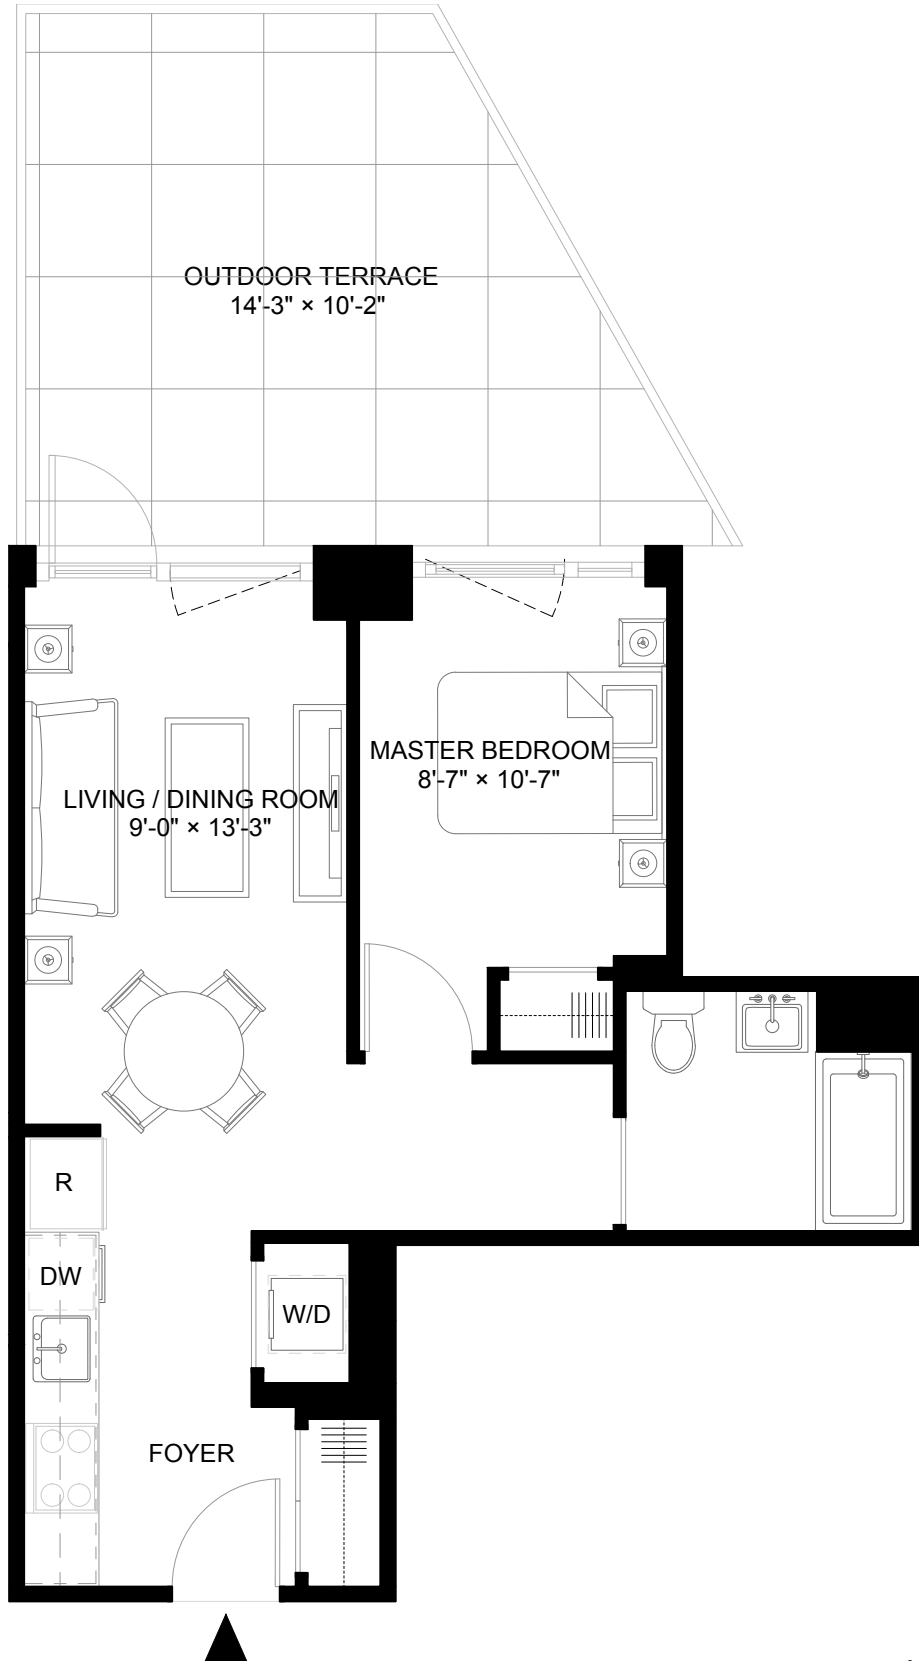 OUTDOOR TERRACE
14'-3" × 10'-2"
MASTER BEDROOM
8'-7" × 10'-7"
LIVING / DINING ROOM
9'-0" × 13'-3"
R
DW
W/D
FOYER